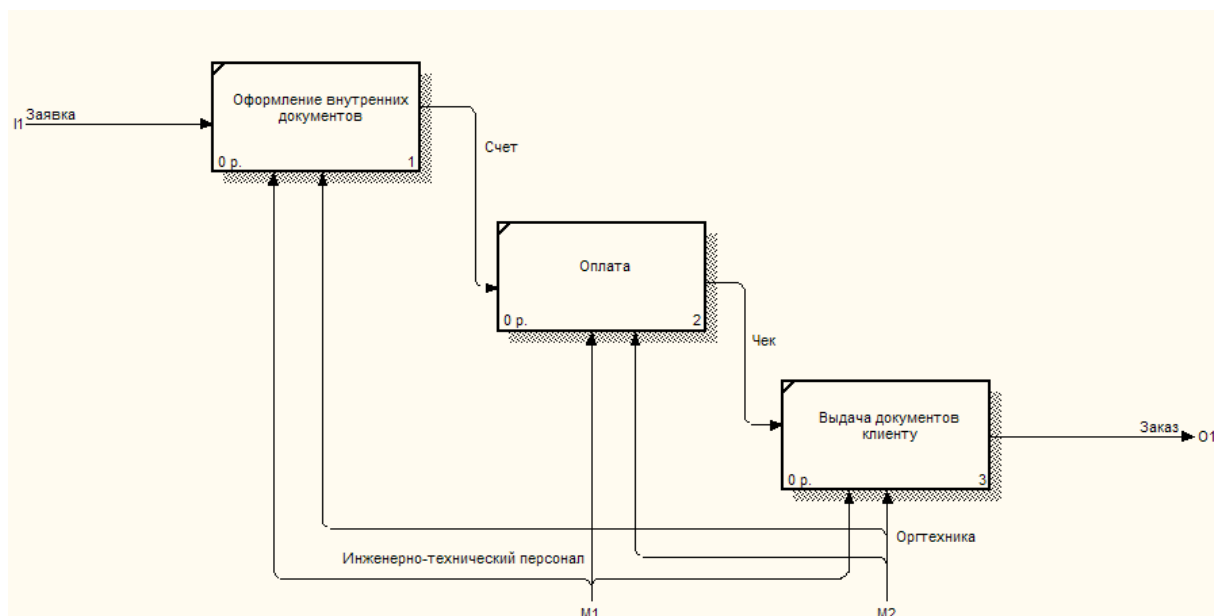 Оформление внутренних
документов
I1 Заявка
0 р. 1
Счет
Оплата
0 р. 2
Чек
Выдача документов
клиенту
Заказ O1
0 р. 3
Оргтехника
Инженерно-технический персонал
M1 M2